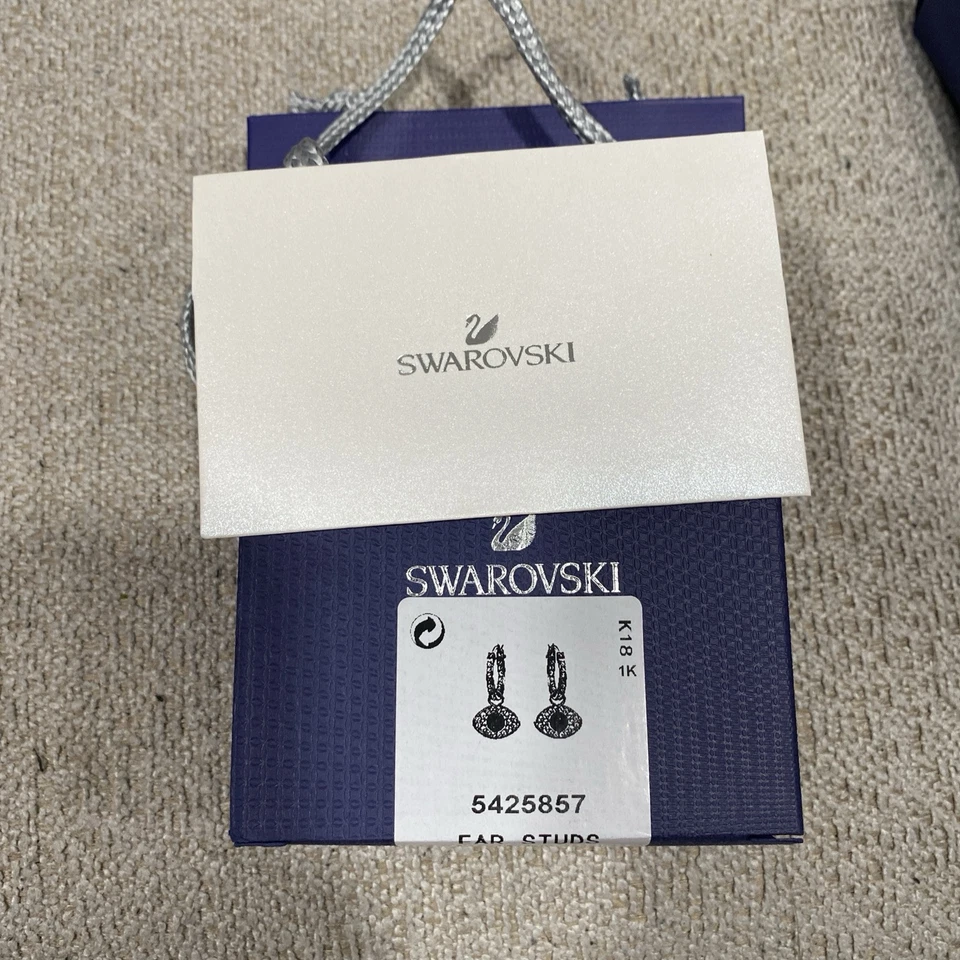 SWAROVSKI
SWAROVSKI
K18
1K
5425857
EAR STUDS